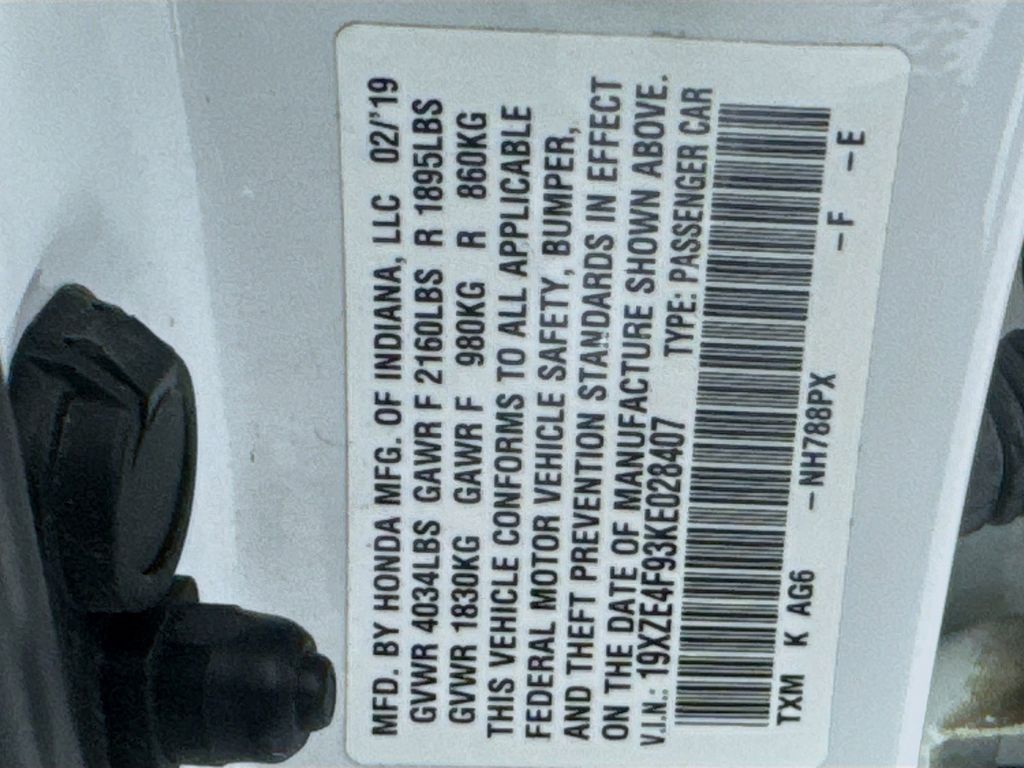 MFD. BY HONDA MFG. OF INDIANA, LLC 02/'19
GVWR 4034LBS GAWR F 2160LBS R 1895LBS
GVWR 1830KG GAWR F 980KG R 860KG
THIS VEHICLE CONFORMS TO ALL APPLICABLE
FEDERAL MOTOR VEHICLE SAFETY, BUMPER,
AND THEFT PREVENTION STANDARDS IN EFFECT
ON THE DATE OF MANUFACTURE SHOWN ABOVE.
V.I.N.: 19XZE4F93KE028407 TYPE: PASSENGER CAR
TXM K AG6 -NH788PX -F -E